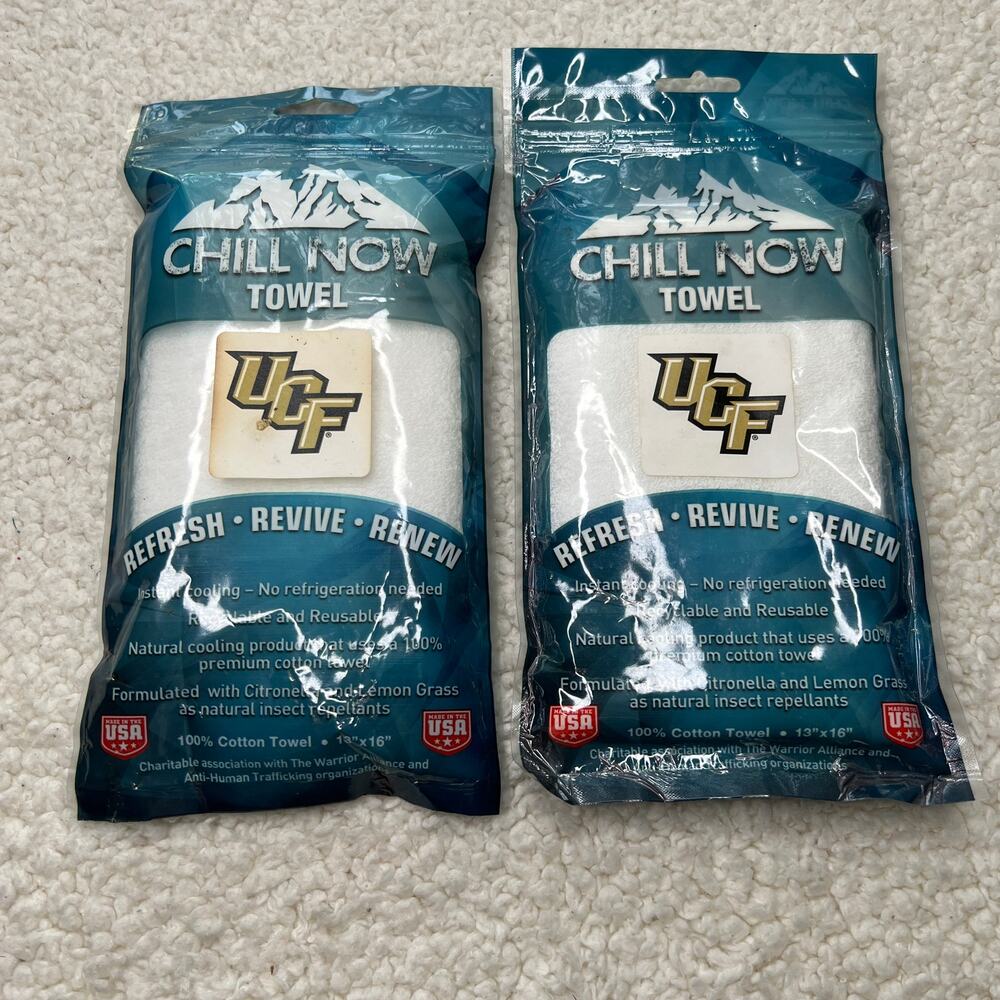 CHILL NOW
TOWEL
UCF
REFRESH • REVIVE • RENEW
Instant cooling – No refrigeration needed
Recyclable and Reusable
Natural cooling product that uses a 100%
premium cotton towel
Formulated with Citronella and Lemon Grass
as natural insect repellants
MADE IN THE
USA
100% Cotton Towel • 13"x16"
MADE IN THE
USA
Charitable association with The Warrior Alliance and
Anti-Human Trafficking organizations
CHILL NOW
TOWEL
UCF
®
REFRESH • REVIVE • RENEW
Instant cooling – No refrigeration needed
Recyclable and Reusable
Natural cooling product that uses a 100%
premium cotton towel
Formulated with Citronella and Lemon Grass
as natural insect repellants
MADE IN THE
USA
100% Cotton Towel • 13"x16"
MADE IN THE
USA
Charitable association with The Warrior Alliance and
Trafficking organizations